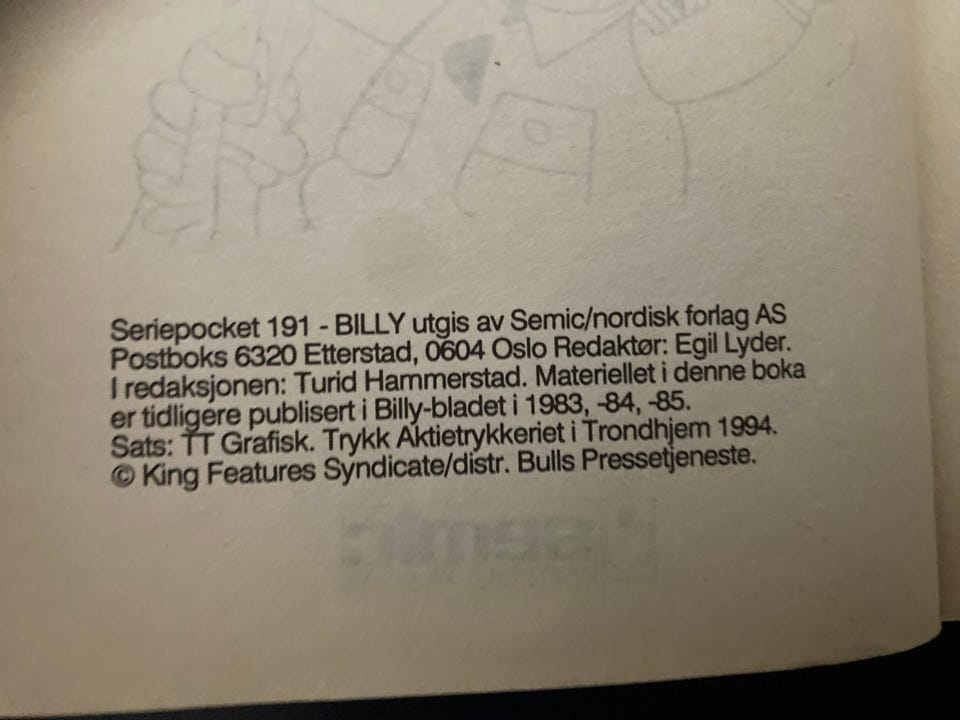 Seriepocket 191 - BILLY utgis av Semic/nordisk forlag AS
Postboks 6320 Etterstad, 0604 Oslo Redaktør: Egil Lyder.
I redaksjonen: Turid Hammerstad. Materiellet i denne boka
er tidligere publisert i Billy-bladet i 1983, -84, -85.
Sats: TT Grafisk. Trykk Aktietrykkeriet i Trondhjem 1994.
© King Features Syndicate/distr. Bulls Pressetjeneste.
semic